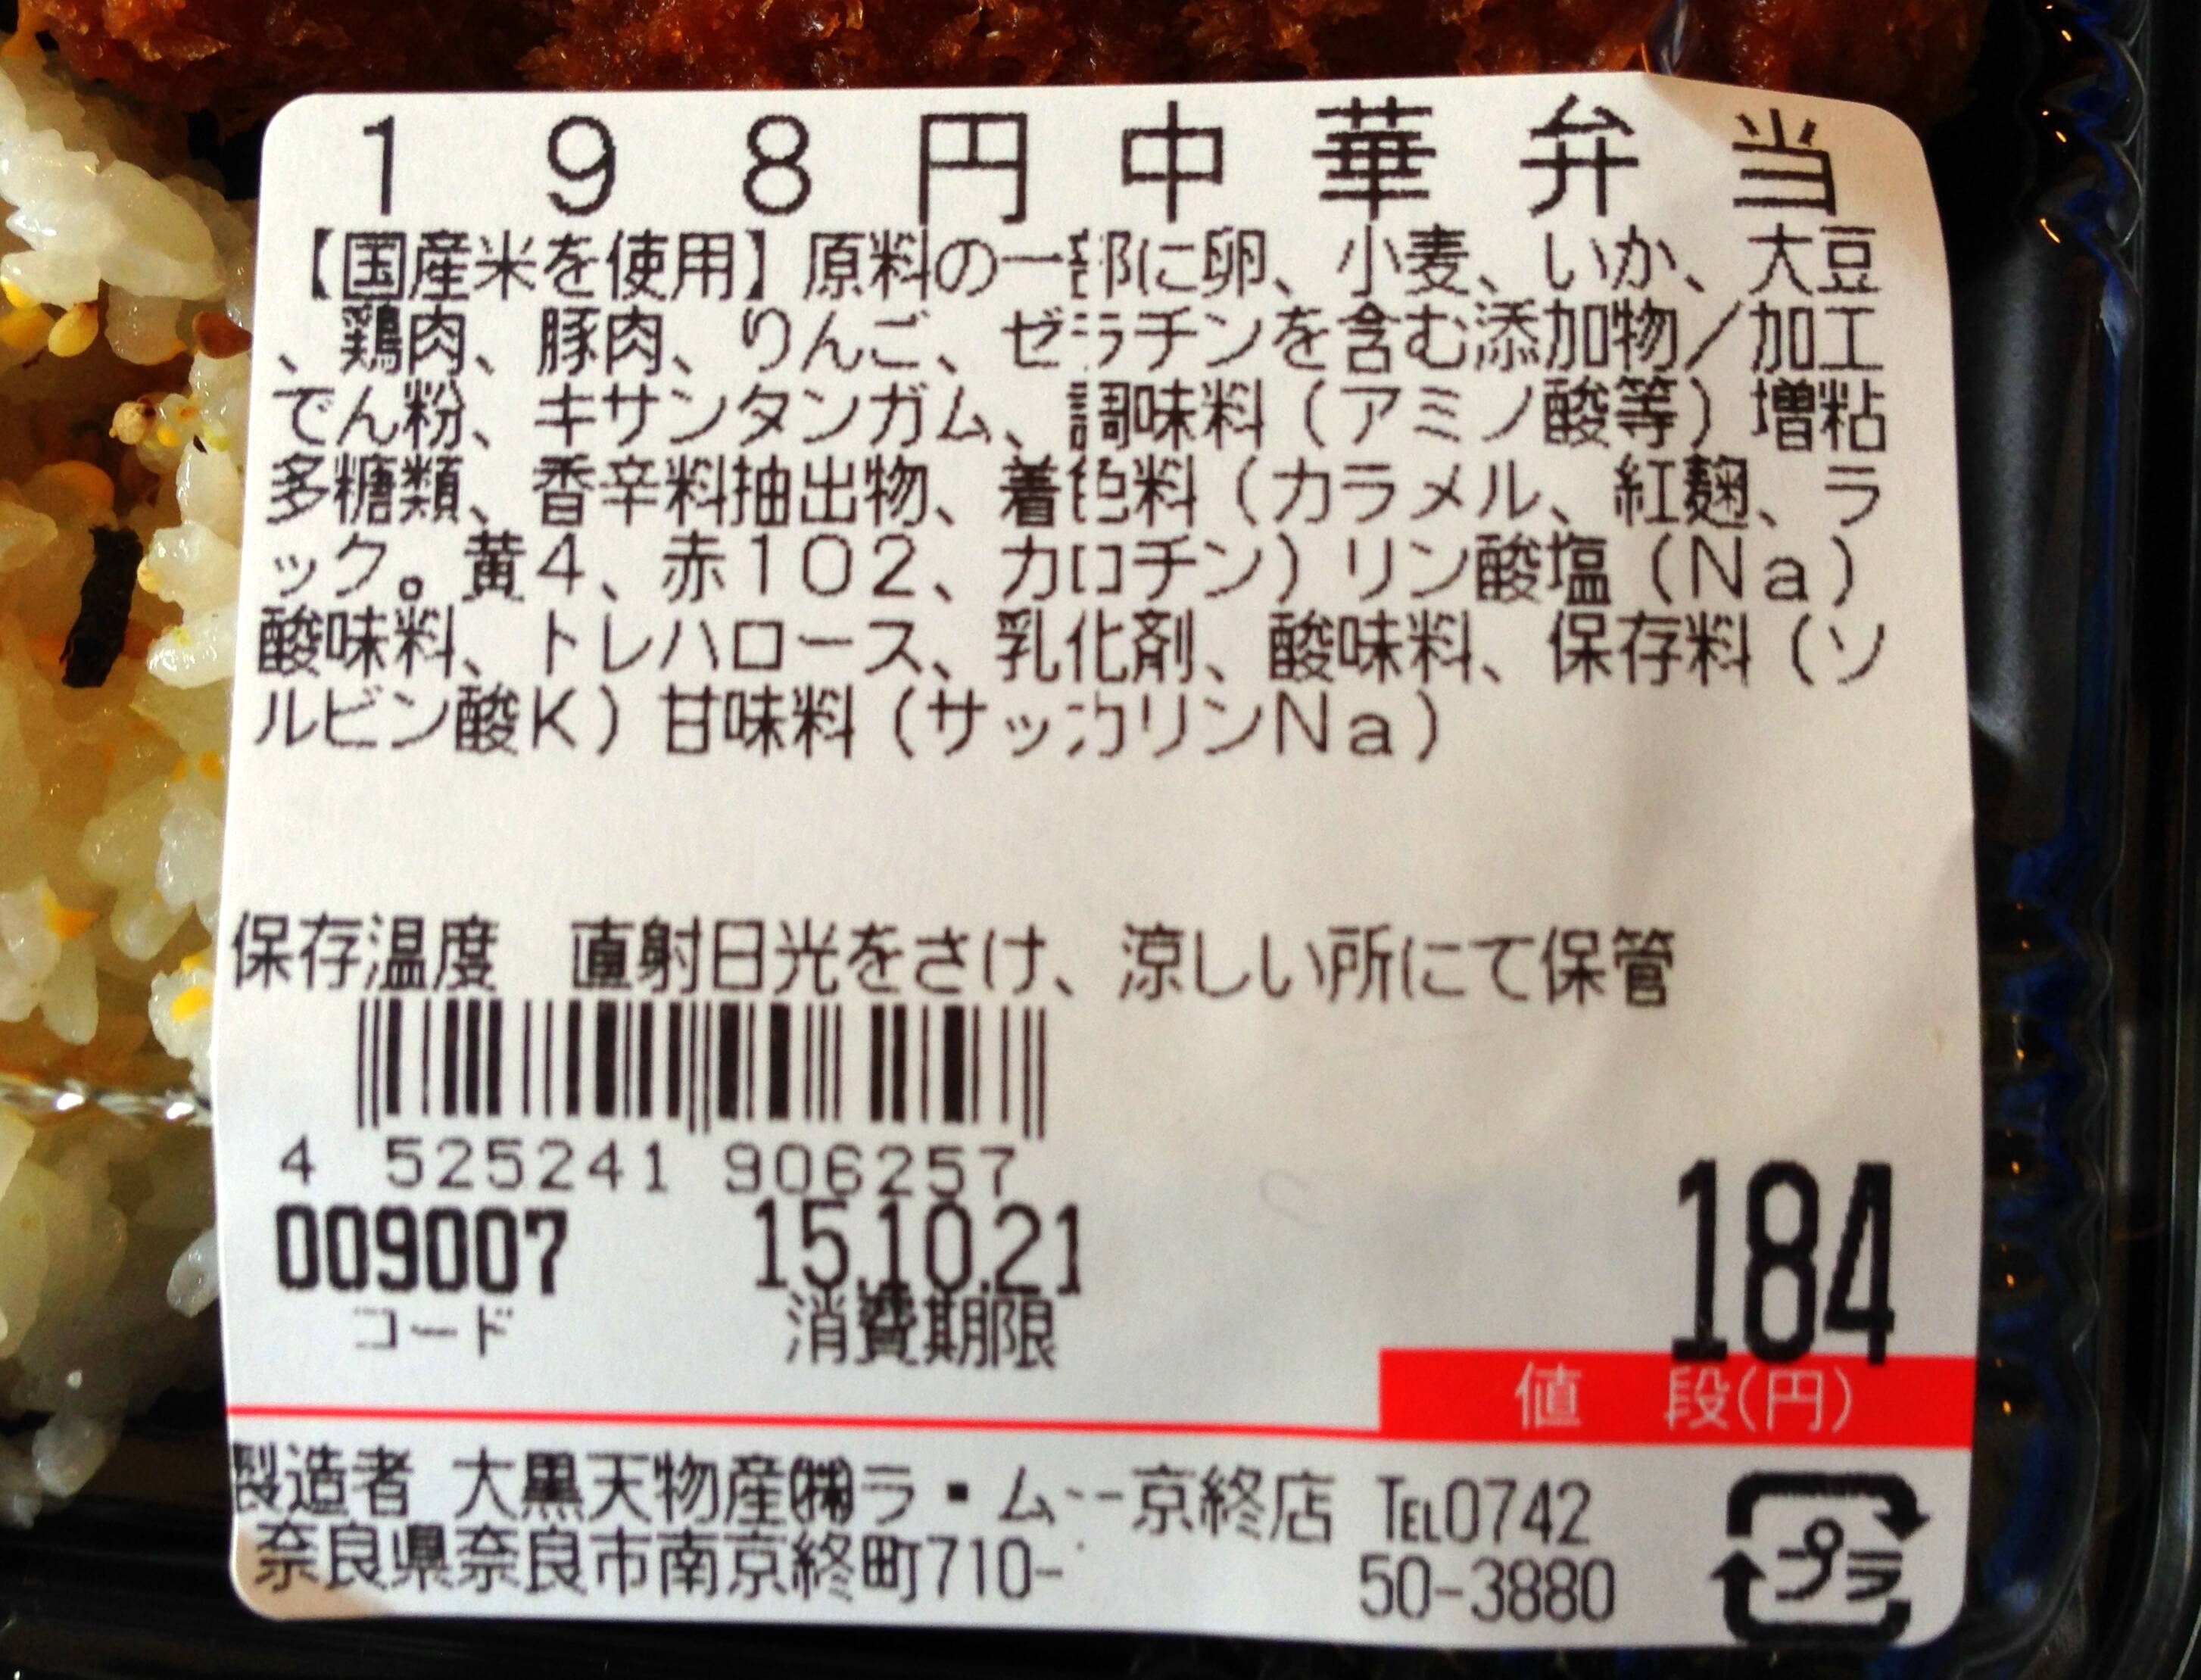 １９８円中華弁当
【国産米を使用】原料の一部に卵、小麦、いか、大豆
、鶏肉、豚肉、りんご、ゼラチンを含む添加物／加工
でん粉、キサンタンガム、調味料（アミノ酸等）増粘
多糖類、香辛料抽出物、着色料（カラメル、紅麹、ラ
ック。黄４、赤１０２、カロチン）リン酸塩（Ｎａ）
酸味料、トレハロース、乳化剤、酸味料、保存料（ソ
ルビン酸Ｋ）甘味料（サッカリンＮａ）
保存温度　直射日光をさけ、涼しい所にて保管
4 525241 906257
184
009007 15.10.21
コード 消費期限
値段(円)
製造者 大黒天物産㈱ラ・ムー京終店 TEL0742
奈良県奈良市南京終町710- 50-3880
プラ